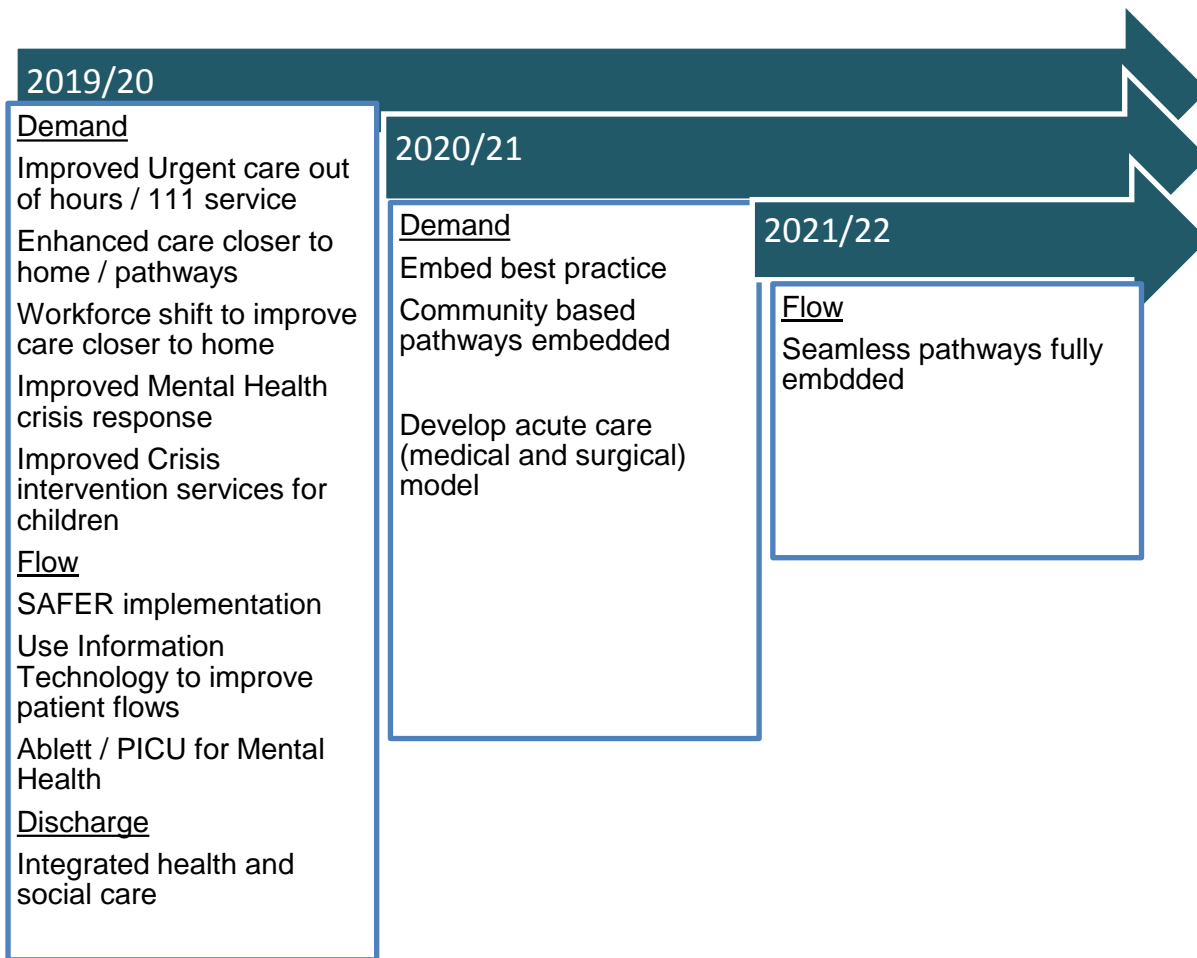 2019/20
Demand
Improved Urgent care out
of hours / 111 service
Enhanced care closer to
home / pathways
Workforce shift to improve
care closer to home
Improved Mental Health
crisis response
Improved Crisis
intervention services for
children
Flow
SAFER implementation
Use Information
Technology to improve
patient flows
Ablett / PICU for Mental
Health
Discharge
Integrated health and
social care
2020/21
Demand
Embed best practice
Community based
pathways embedded
Develop acute care
(medical and surgical)
model
2021/22
Flow
Seamless pathways fully
embdded